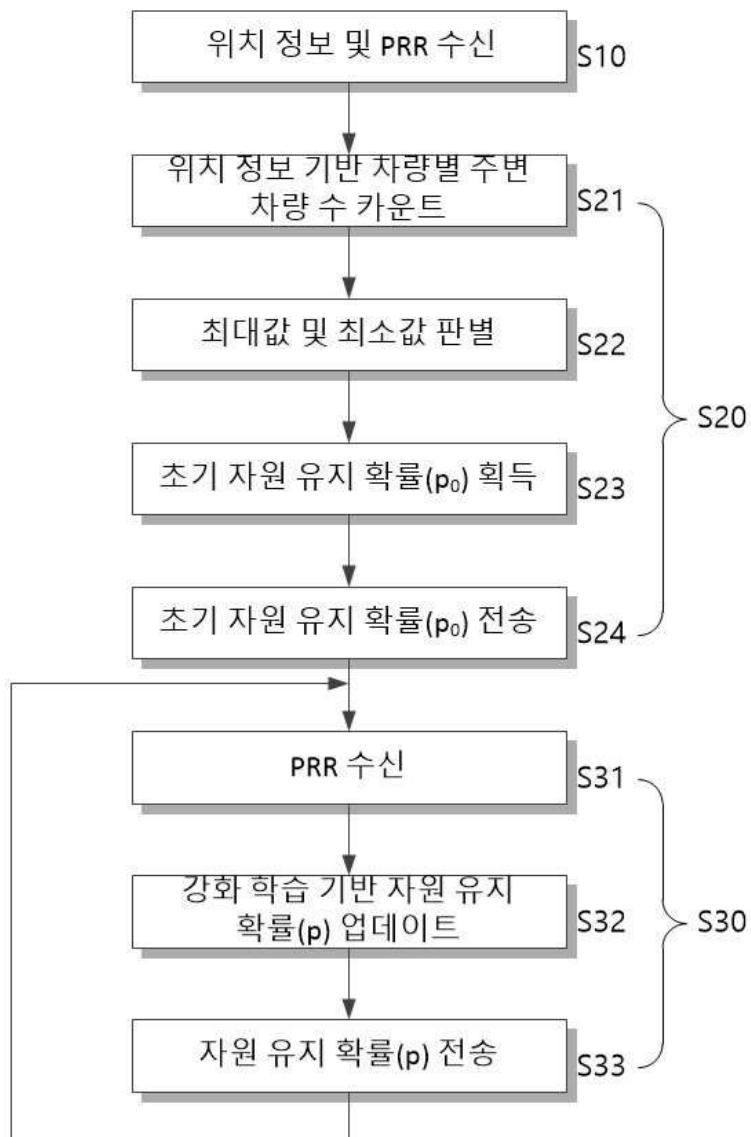 위치 정보 및 PRR 수신
S10
위치 정보 기반 차량별 주변
차량 수 카운트
S21
최대값 및 최소값 판별
S22
S20
초기 자원 유지 확률(p₀) 획득
S23
초기 자원 유지 확률(p₀) 전송
S24
PRR 수신
S31
강화 학습 기반 자원 유지
확률(p) 업데이트
S32
S30
자원 유지 확률(p) 전송
S33